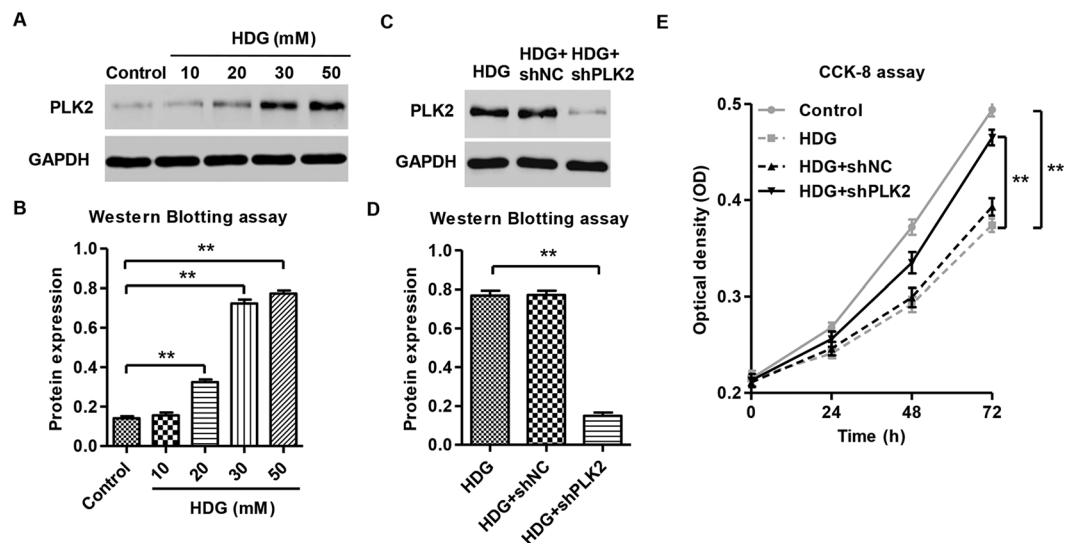 A
HDG (mM)
Control 10 20 30 50
PLK2
GAPDH
B
Western Blotting assay
Protein expression
1.0
0.8
0.6
0.4
0.2
0.0
**
**
**
Control 10 20 30 50
HDG (mM)
C
HDG HDG+ shNC HDG+ shPLK2
PLK2
GAPDH
D
Western Blotting assay
Protein expression
1.0
0.8
0.6
0.4
0.2
0.0
**
HDG HDG+shNC HDG+shPLK2
E
CCK-8 assay
Optical density (OD)
0.5
0.4
0.3
0.2
Control
HDG
HDG+shNC
HDG+shPLK2
**
**
0 24 48 72
Time (h)